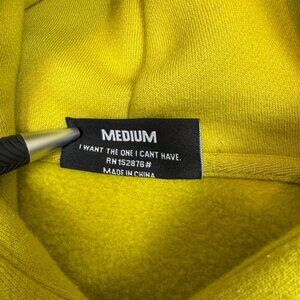 MEDIUM
I WANT THE ONE I CANT HAVE.
RN 152876#
MADE IN CHINA